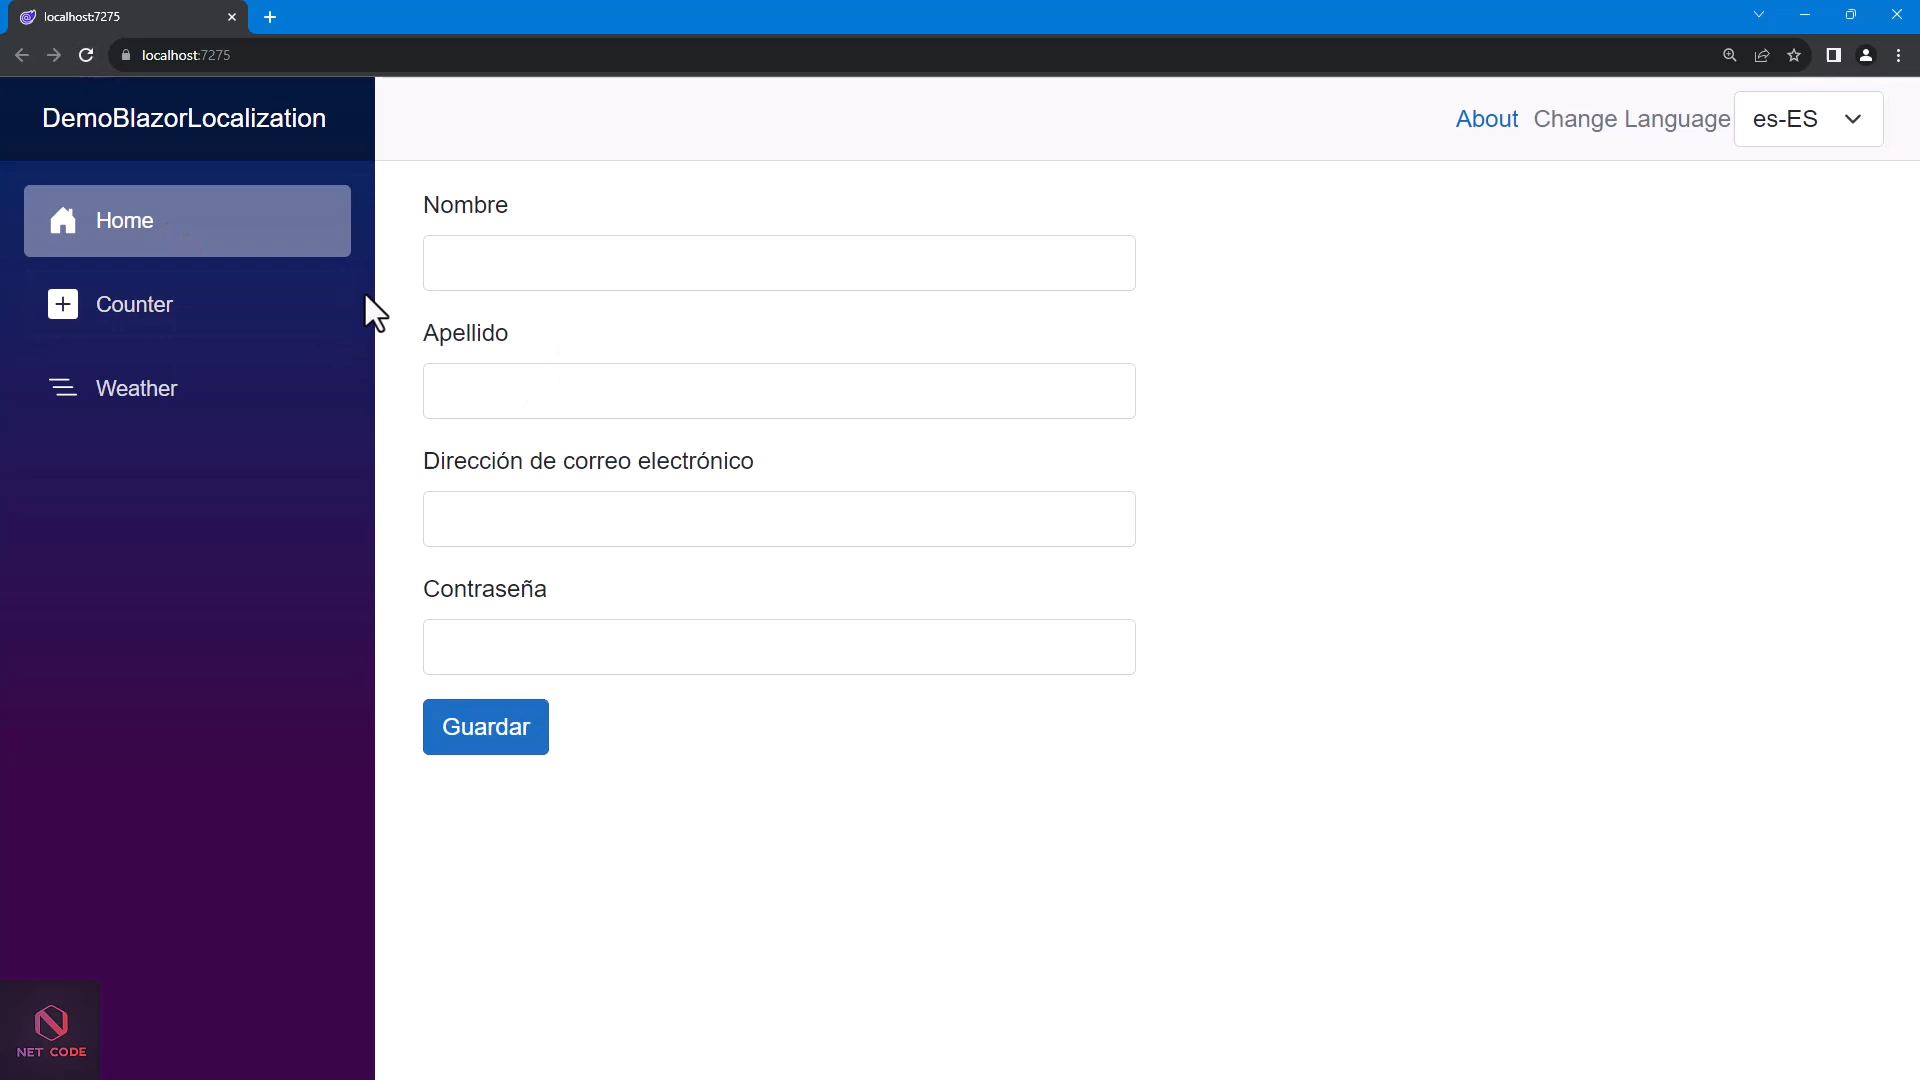 localhost:7275
localhost:7275
DemoBlazorLocalization
About Change Language es-ES
Home
Counter
Weather
Nombre
Apellido
Dirección de correo electrónico
Contraseña
Guardar
NET CODE